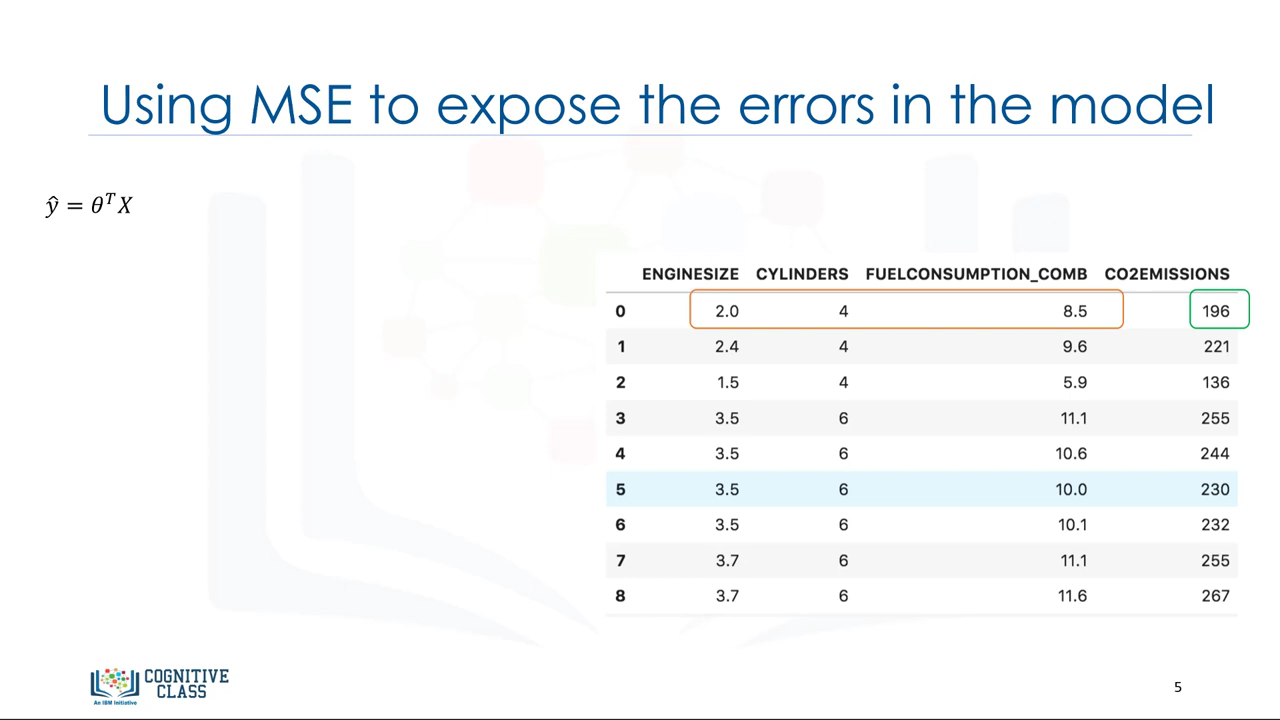 Using MSE to expose the errors in the model
ŷ = θᵀX
ENGINESIZE CYLINDERS FUELCONSUMPTION_COMB CO2EMISSIONS
0 2.0 4 8.5 196
1 2.4 4 9.6 221
2 1.5 4 5.9 136
3 3.5 6 11.1 255
4 3.5 6 10.6 244
5 3.5 6 10.0 230
6 3.5 6 10.1 232
7 3.7 6 11.1 255
8 3.7 6 11.6 267
COGNITIVE
CLASS
An IBM Initiative
5